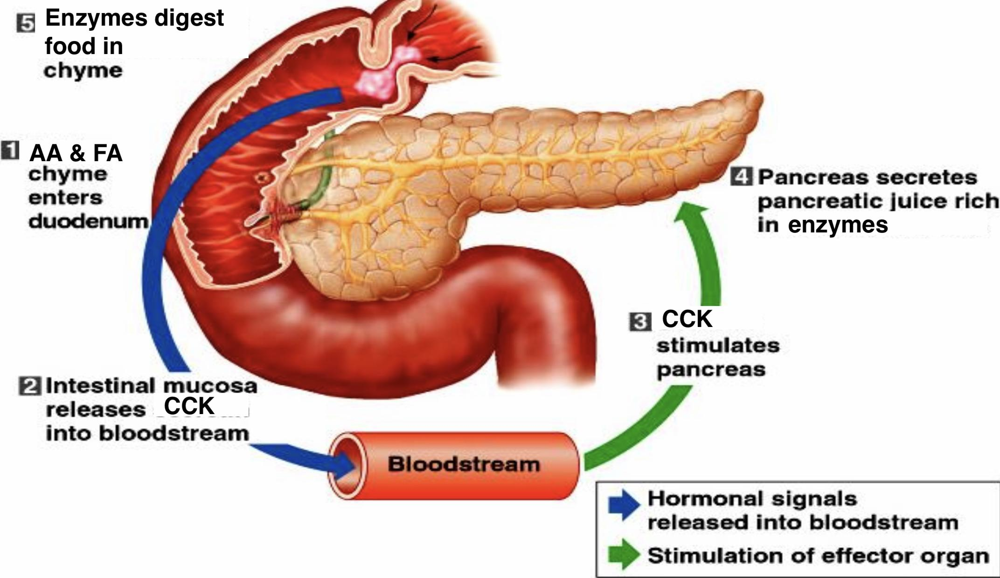 5 Enzymes digest
food in
chyme
1 AA & FA
chyme
enters
duodenum
2 Intestinal mucosa
releases CCK
into bloodstream
Bloodstream
3 CCK
stimulates
pancreas
4 Pancreas secretes
pancreatic juice rich
in enzymes
Hormonal signals
released into bloodstream
Stimulation of effector organ